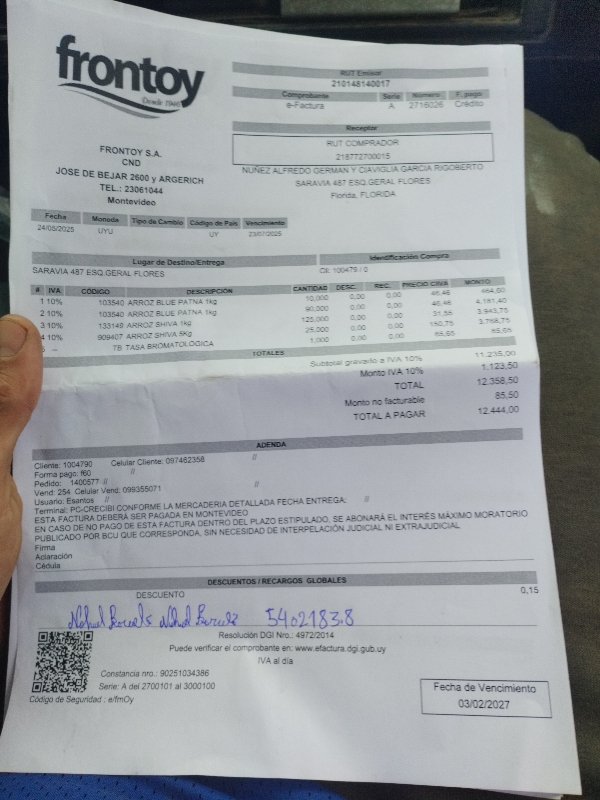 frontoy
Desde 1946
RUT Emisor
210148140017
Comprobante Serie Número F. pago
e-Factura A 2716026 Crédito
Receptor
RUT COMPRADOR
218772700015
NUÑEZ ALFREDO GERMAN Y CIAVIGLIA GARCIA RIGOBERTO
SARAVIA 487 ESQ.GERAL FLORES
Florida, FLORIDA
FRONTOY S.A.
CND
JOSE DE BEJAR 2600 y ARGERICH
TEL.: 23061044
Montevideo
Fecha Moneda Tipo de Cambio Código de País Vencimiento
24/05/2025 UYU UY 23/07/2025
Lugar de Destino/Entrega Identificación Compra
SARAVIA 487 ESQ.GERAL FLORES Cli: 100479 / 0
# IVA CÓDIGO DESCRIPCIÓN CANTIDAD DESC. REC. PRECIO C/IVA MONTO
1 10% 103540 ARROZ BLUE PATNA 1kg 10,000 0,00 0,00 46,46 464,60
2 10% 103540 ARROZ BLUE PATNA 1kg 90,000 0,00 0,00 46,46 4.181,40
3 10% 133149 ARROZ SHIVA 1kg 125,000 0,00 0,00 31,55 3.943,75
4 10% 909407 ARROZ SHIVA 5Kg 25,000 0,00 0,00 150,75 3.768,75
5 -- TB TASA BROMATOLOGICA 1,000 0,00 0,00 85,65 85,65
TOTALES
Subtotal gravado a IVA 10% 11.235,00
Monto IVA 10% 1.123,50
TOTAL 12.358,50
Monto no facturable 85,50
TOTAL A PAGAR 12.444,00
ADENDA
Cliente: 1004790 Celular Cliente: 097462358 //
Forma pago: f60 //
Pedido: 1400577 // //
Vend: 254 Celular Vend: 099355071
Usuario: Esantos //
Terminal: PC-CRECIBI CONFORME LA MERCADERIA DETALLADA FECHA ENTREGA: //
ESTA FACTURA DEBERÁ SER PAGADA EN MONTEVIDEO
EN CASO DE NO PAGO DE ESTA FACTURA DENTRO DEL PLAZO ESTIPULADO, SE ABONARÁ EL INTERÉS MÁXIMO MORATORIO
PUBLICADO POR BCU QUE CORRESPONDA, SIN NECESIDAD DE INTERPELACIÓN JUDICIAL NI EXTRAJUDICIAL
Firma
Aclaración
Cédula
DESCUENTOS / RECARGOS GLOBALES
DESCUENTO 0,15
5402183.8
Resolución DGI Nro.: 4972/2014
Puede verificar el comprobante en: www.efactura.dgi.gub.uy
IVA al día
Constancia nro.: 90251034386
Serie: A del 2700101 al 3000100
Código de Seguridad : e/fmOy
Fecha de Vencimiento
03/02/2027